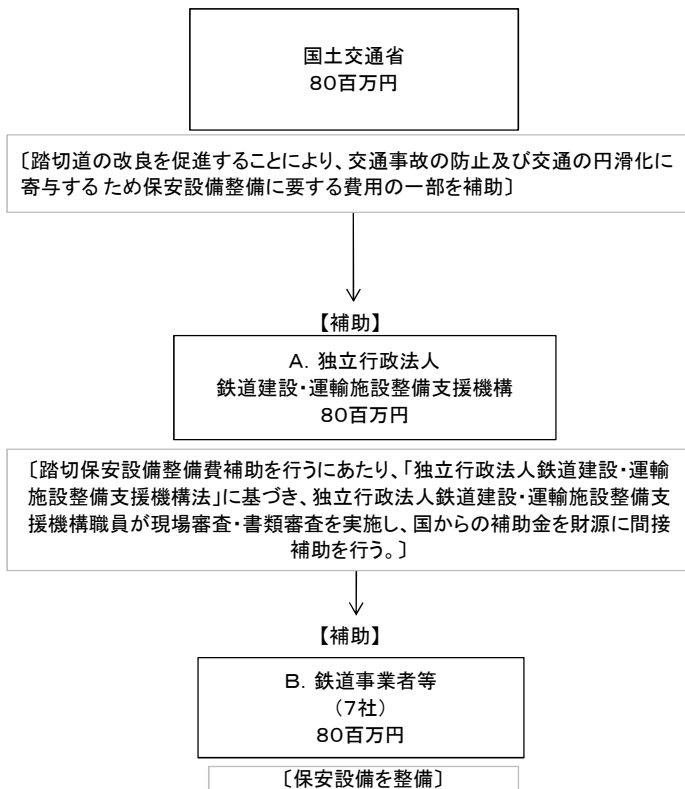 国土交通省
80百万円
〔踏切道の改良を促進することにより、交通事故の防止及び交通の円滑化に
寄与するため保安設備整備に要する費用の一部を補助〕
【補助】
A．独立行政法人
鉄道建設・運輸施設整備支援機構
80百万円
〔踏切保安設備整備費補助を行うにあたり、「独立行政法人鉄道建設・運輸
施設整備支援機構法」に基づき、独立行政法人鉄道建設・運輸施設整備支
援機構職員が現場審査・書類審査を実施し、国からの補助金を財源に間接
補助を行う。〕
【補助】
B．鉄道事業者等
（7社）
80百万円
〔保安設備を整備〕